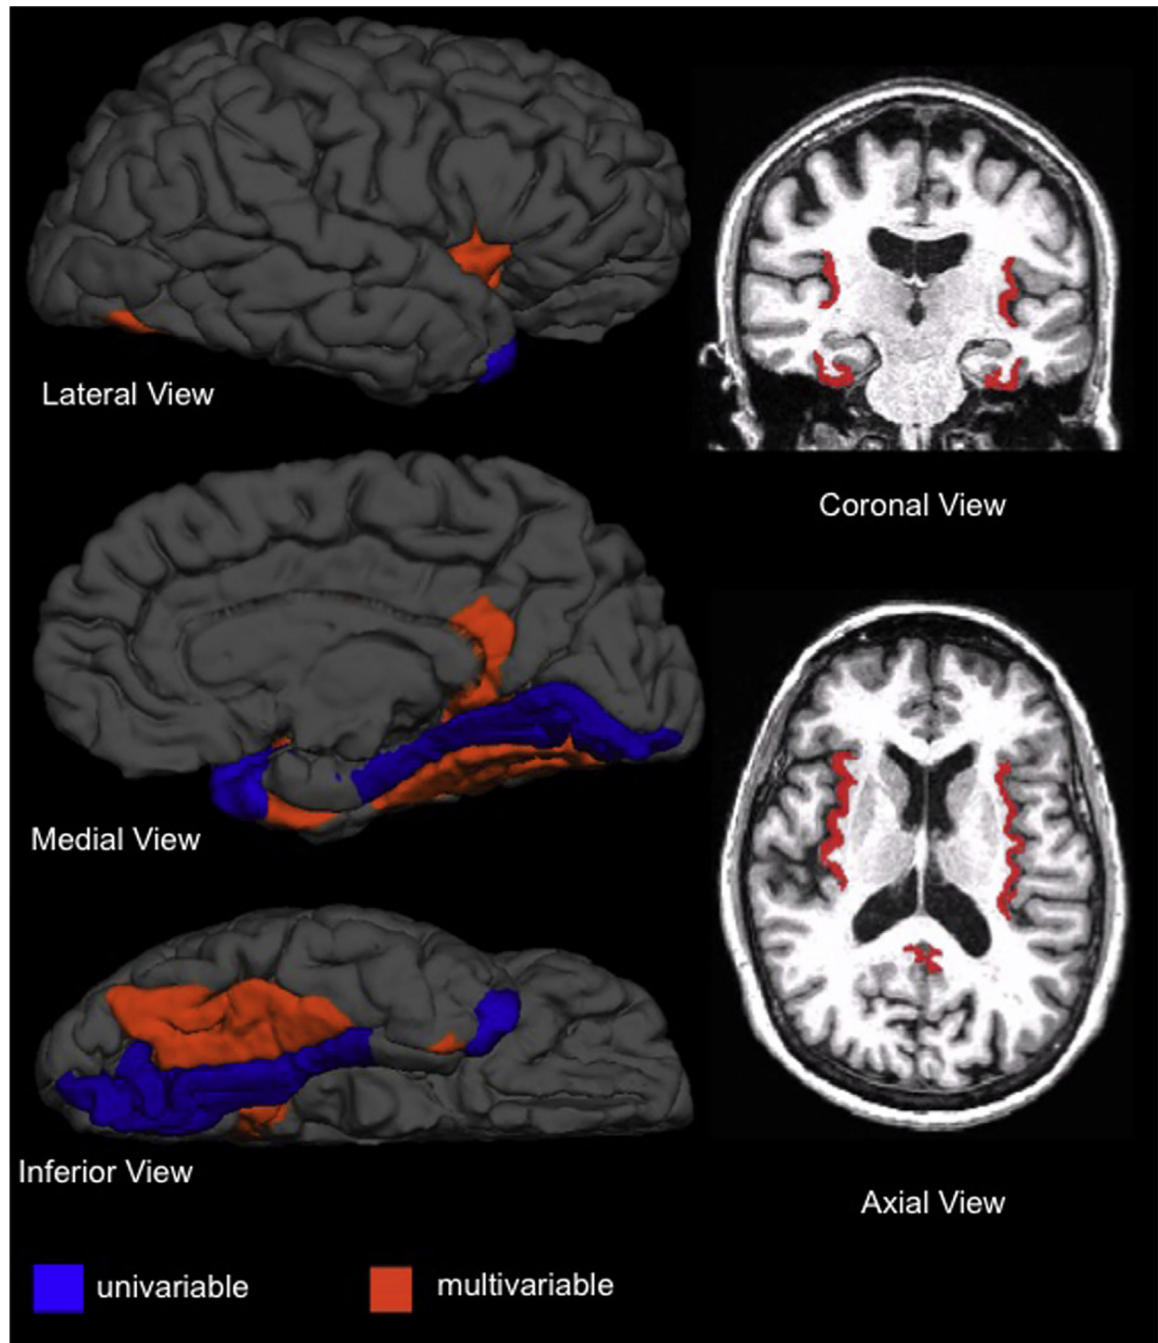 Lateral View
Coronal View
Medial View
Inferior View
Axial View
univariable
multivariable